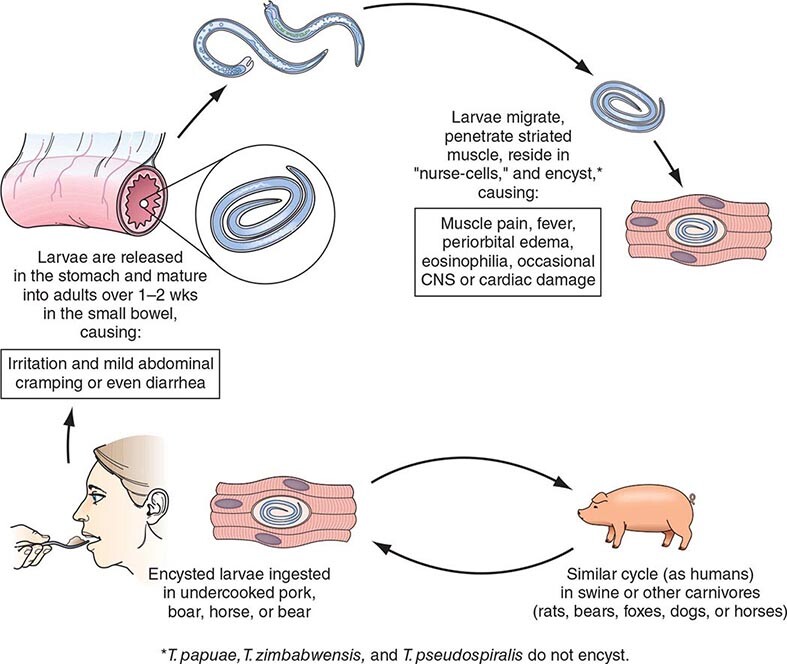 Larvae migrate,
penetrate striated
muscle, reside in
"nurse-cells," and encyst,*
causing:
Muscle pain, fever,
periorbital edema,
eosinophilia, occasional
CNS or cardiac damage
Larvae are released
in the stomach and mature
into adults over 1–2 wks
in the small bowel,
causing:
Irritation and mild abdominal
cramping or even diarrhea
Encysted larvae ingested
in undercooked pork,
boar, horse, or bear
Similar cycle (as humans)
in swine or other carnivores
(rats, bears, foxes, dogs, or horses)
*T. papuae, T. zimbabwensis, and T. pseudospiralis do not encyst.